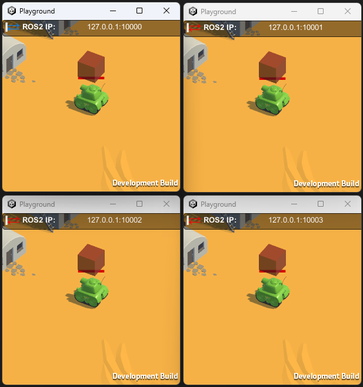 Playground
ROS2 IP: 127.0.0.1:10000
Development Build
Playground
ROS2 IP: 127.0.0.1:10001
Development Build
Playground
ROS2 IP: 127.0.0.1:10002
Development Build
Playground
ROS2 IP: 127.0.0.1:10003
Development Build